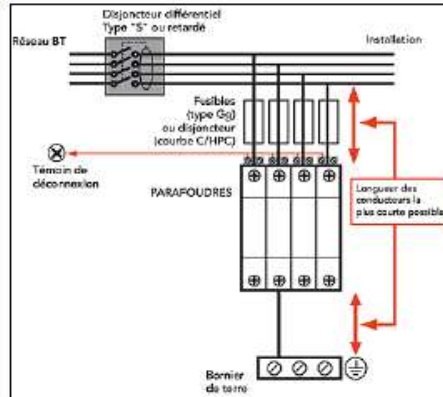 Disjoncteur différentiel
Type "S" ou retardé
Réseau BT
Installation
Fusibles
(type Gg)
ou disjoncteur
(courbe C/HPC)
Témoin de
déconnexion
PARAFOUDRES
Longueur des
conducteurs la
plus courte possible
Bornier
de terre